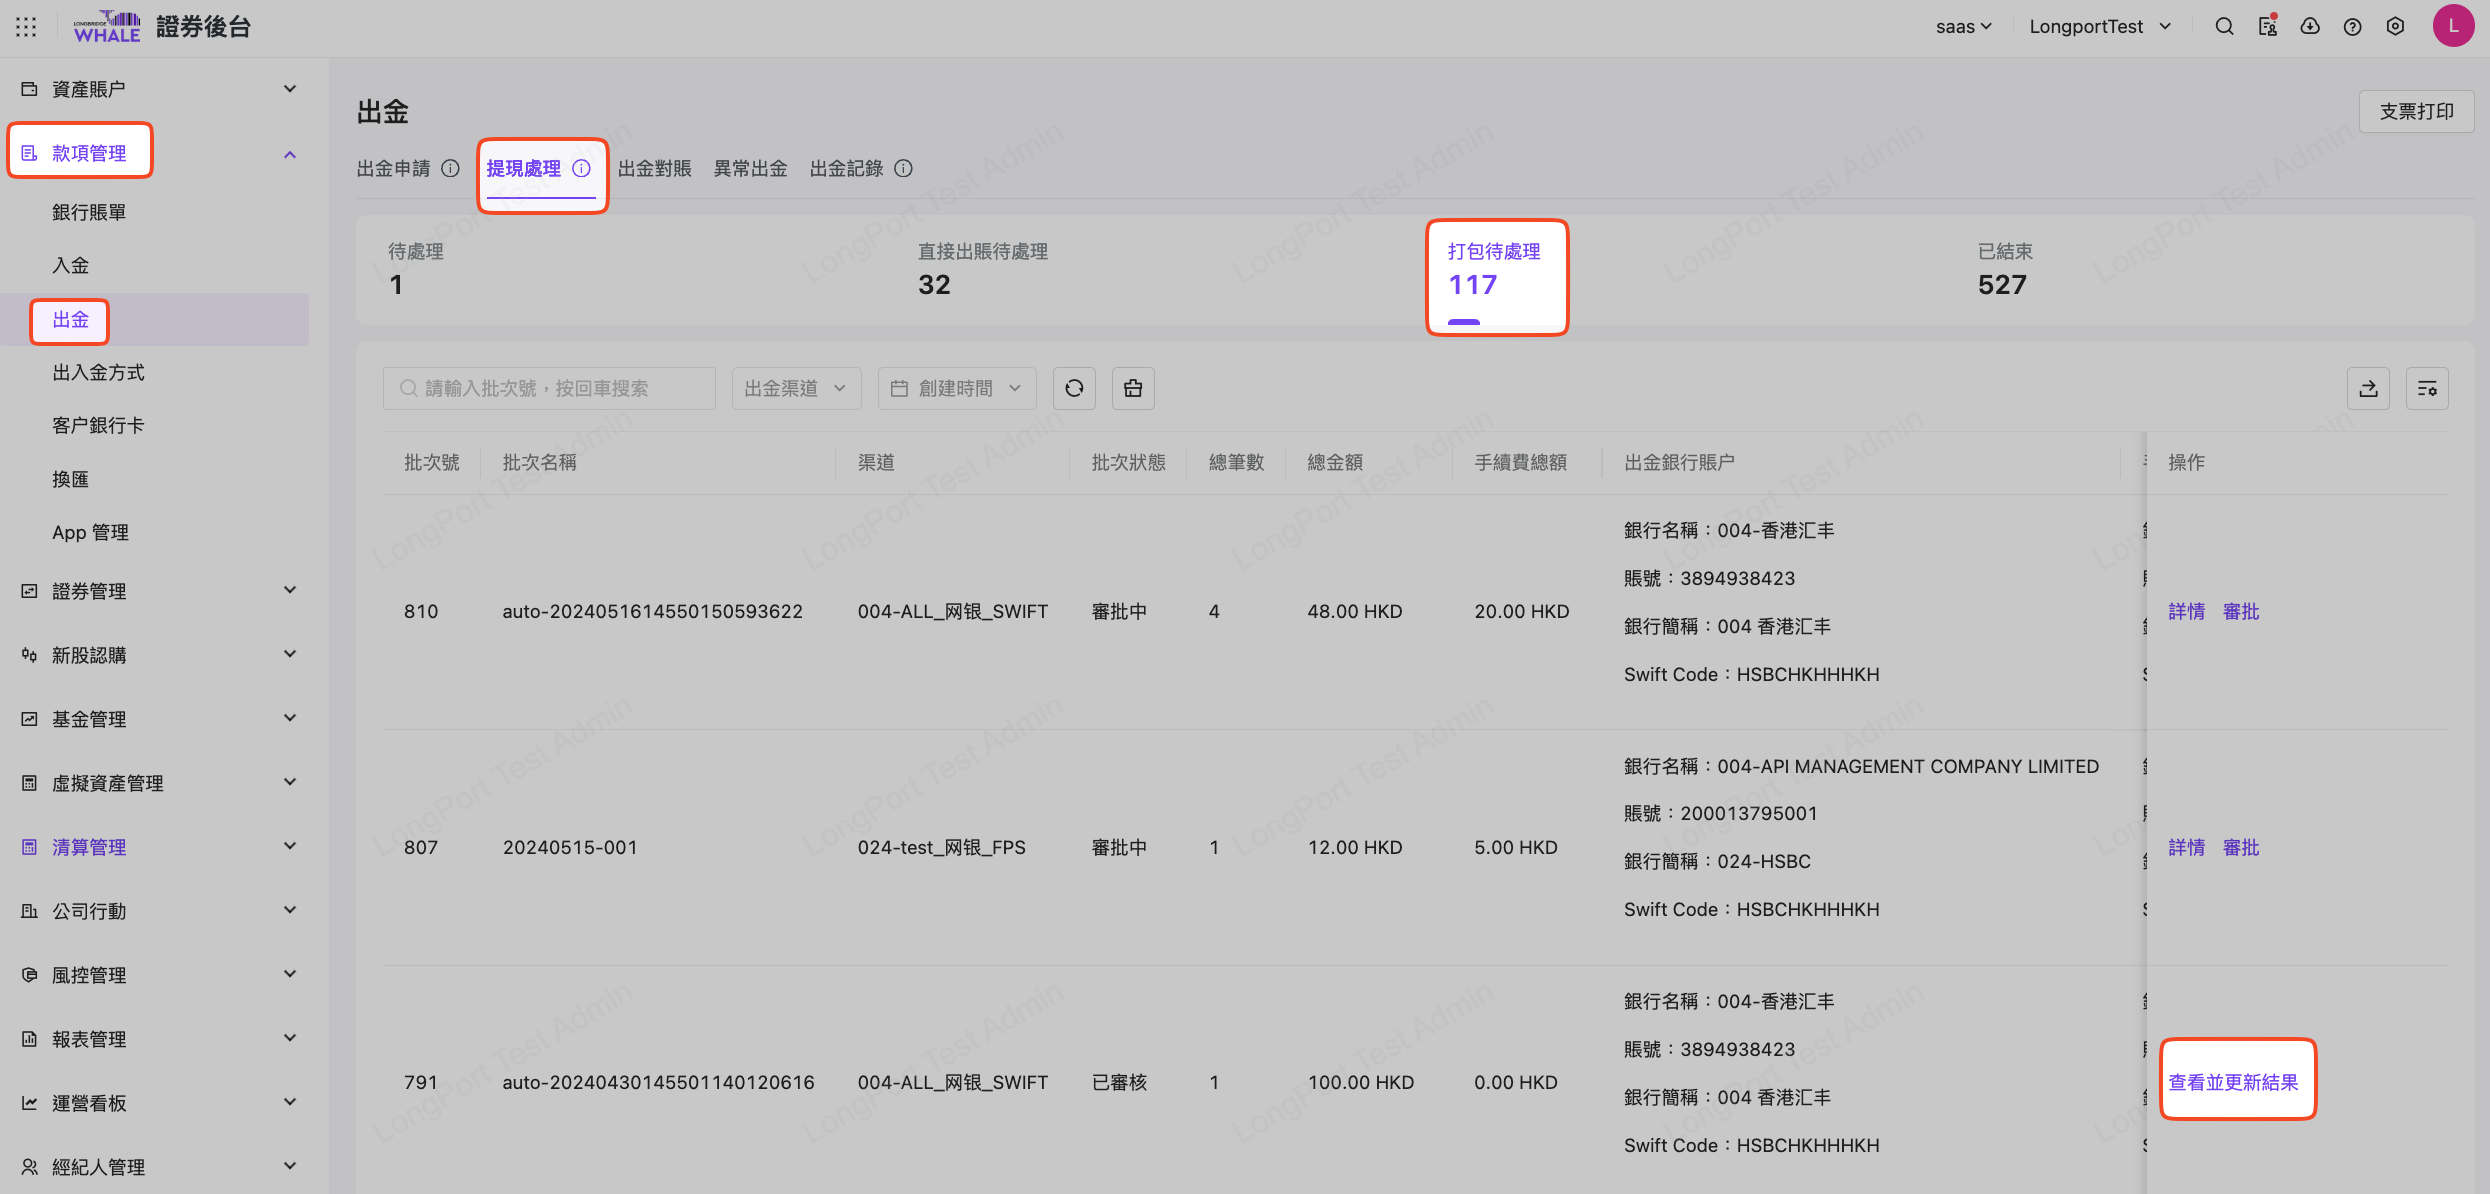 LONGBRIDGE
WHALE
證券後台
saas
LongportTest
L
資產賬戶
款項管理
銀行賬單
入金
出金
出入金方式
客户銀行卡
換匯
App 管理
證券管理
新股認購
基金管理
虛擬資產管理
清算管理
公司行動
風控管理
報表管理
運營看板
經紀人管理
出金
支票打印
出金申請 提現處理 出金對賬 異常出金 出金記錄
待處理
1
直接出賬待處理
32
打包待處理
117
已結束
527
請輸入批次號，按回車搜索
出金渠道
創建時間
批次號 批次名稱 渠道 批次狀態 總筆數 總金額 手續費總額 出金銀行賬户 操作
810 auto-20240516145501505​93622 004-ALL_网银_SWIFT 審批中 4 48.00 HKD 20.00 HKD
銀行名稱：004-香港汇丰
賬號：3894938423
銀行簡稱：004 香港汇丰
Swift Code：HSBCHKHHHKH
詳情 審批
807 20240515-001 024-test_网银_FPS 審批中 1 12.00 HKD 5.00 HKD
銀行名稱：004-API MANAGEMENT COMPANY LIMITED
賬號：200013795001
銀行簡稱：024-HSBC
Swift Code：HSBCHKHHHKH
詳情 審批
791 auto-20240430145501140120616 004-ALL_网银_SWIFT 已審核 1 100.00 HKD 0.00 HKD
銀行名稱：004-香港汇丰
賬號：3894938423
銀行簡稱：004 香港汇丰
Swift Code：HSBCHKHHHKH
查看並更新結果
LongPort Test Admin